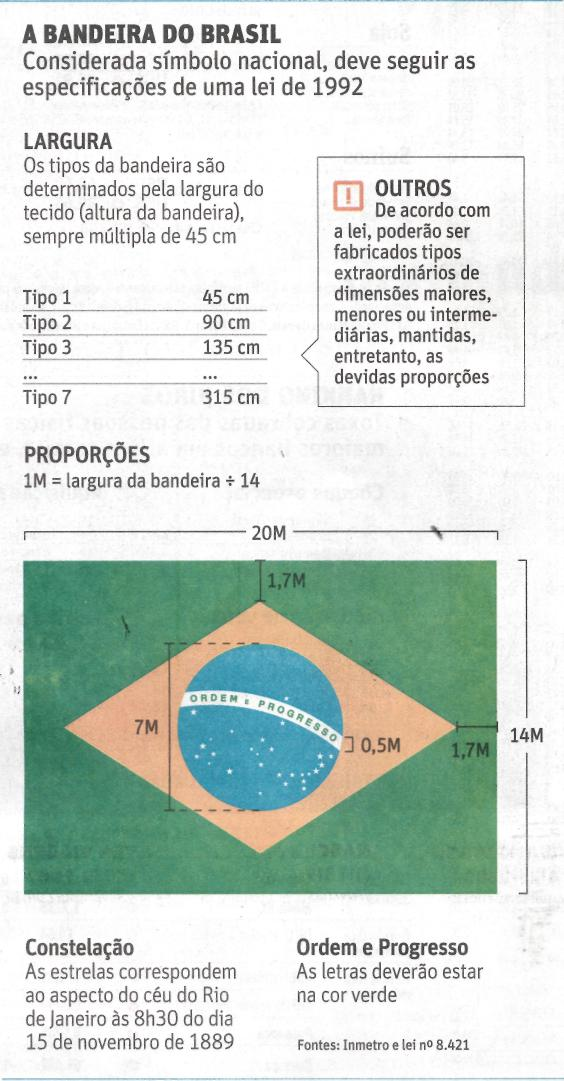 A BANDEIRA DO BRASIL
Considerada símbolo nacional, deve seguir as
especificações de uma lei de 1992
LARGURA
Os tipos da bandeira são
determinados pela largura do
tecido (altura da bandeira),
sempre múltipla de 45 cm
Tipo 1 45 cm
Tipo 2 90 cm
Tipo 3 135 cm
... ...
Tipo 7 315 cm
OUTROS
De acordo com
a lei, poderão ser
fabricados tipos
extraordinários de
dimensões maiores,
menores ou interme-
diárias, mantidas,
entretanto, as
devidas proporções
PROPORÇÕES
1M = largura da bandeira ÷ 14
20M
1,7M
ORDEM E PROGRESSO
7M
0,5M
1,7M
14M
Constelação
As estrelas correspondem
ao aspecto do céu do Rio
de Janeiro às 8h30 do dia
15 de novembro de 1889
Ordem e Progresso
As letras deverão estar
na cor verde
Fontes: Inmetro e lei nº 8.421